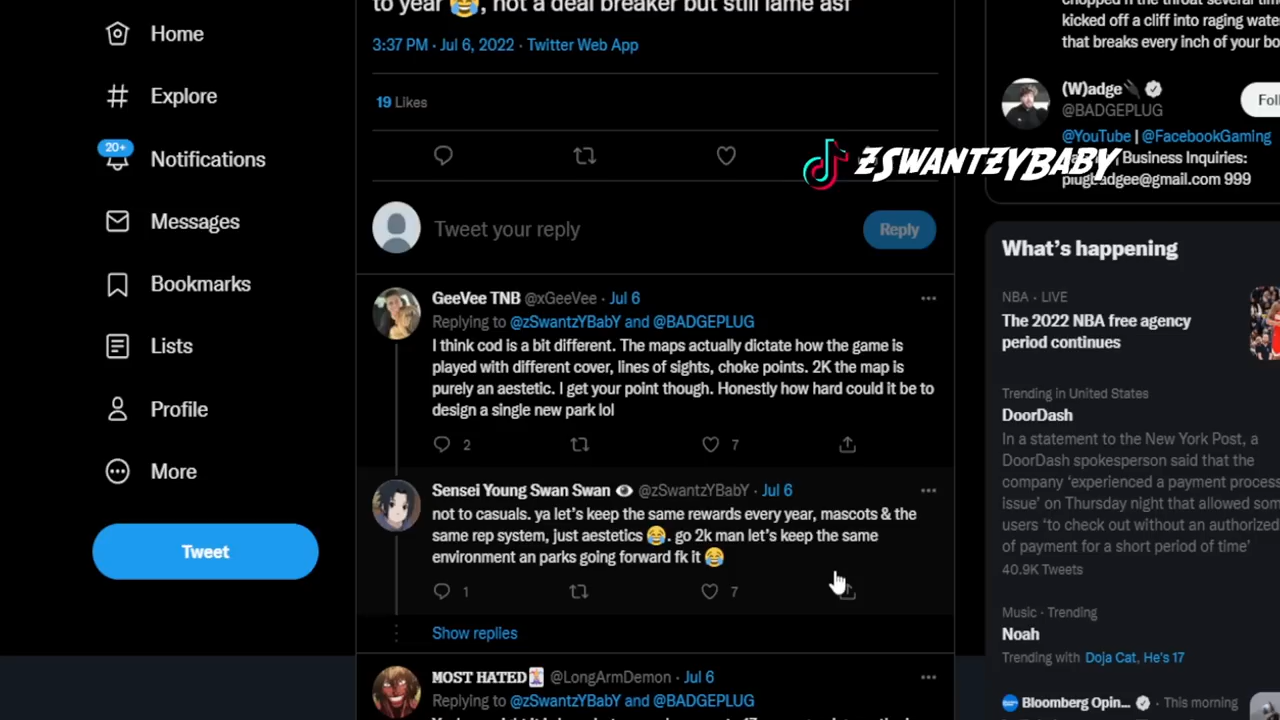 to year 😂, not a deal breaker but still lame asf
3:37 PM · Jul 6, 2022 · Twitter Web App
19 Likes
Home
Explore
20+
Notifications
Messages
Bookmarks
Lists
Profile
More
Tweet
ZSWANTZYBABY
Tweet your reply
Reply
GeeVee TNB @xGeeVee · Jul 6
Replying to @zSwantzYBabY and @BADGEPLUG
I think cod is a bit different. The maps actually dictate how the game is
played with different cover, lines of sights, choke points. 2K the map is
purely an aestetic. I get your point though. Honestly how hard could it be to
design a single new park lol
2
7
Sensei Young Swan Swan 👁 @zSwantzYBabY · Jul 6
not to casuals. ya let’s keep the same rewards every year, mascots & the
same rep system, just aestetics 😂. go 2k man let’s keep the same
environment an parks going forward fk it 😂
1
7
Show replies
MOST HATED🃏 @LongArmDemon · Jul 6
Replying to @zSwantzYBabY and @BADGEPLUG
kicked off a cliff into raging wate
that breaks every inch of your bo
(W)adge🔌
@BADGEPLUG
Foll
@YouTube | @FacebookGaming
Business Inquiries:
999
What’s happening
NBA · LIVE
The 2022 NBA free agency
period continues
Trending in United States
DoorDash
In a statement to the New York Post, a
DoorDash spokesperson said that the
company ‘experienced a payment process
issue’ on Thursday night that allowed som
users ‘to check out without an authorized
of payment for a short period of time’
40.9K Tweets
Music · Trending
Noah
Trending with Doja Cat, He's 17
Bloomberg Opin... · This morning